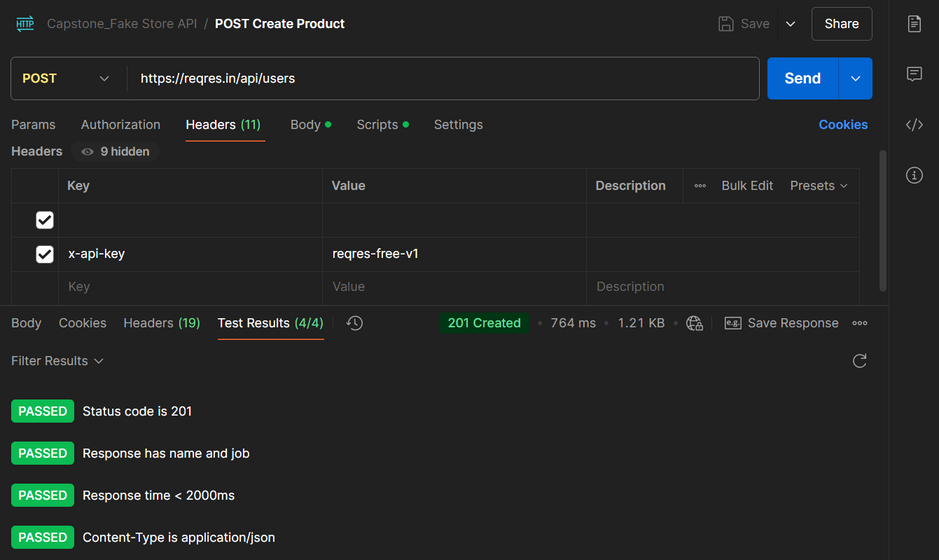 HTTP Capstone_Fake Store API / POST Create Product Save Share
POST https://reqres.in/api/users Send
Params Authorization Headers (11) Body Scripts Settings Cookies
Headers 9 hidden
Key Value Description Bulk Edit Presets
x-api-key reqres-free-v1
Key Value Description
Body Cookies Headers (19) Test Results (4/4) 201 Created 764 ms 1.21 KB e.g. Save Response
Filter Results
PASSED Status code is 201
PASSED Response has name and job
PASSED Response time < 2000ms
PASSED Content-Type is application/json